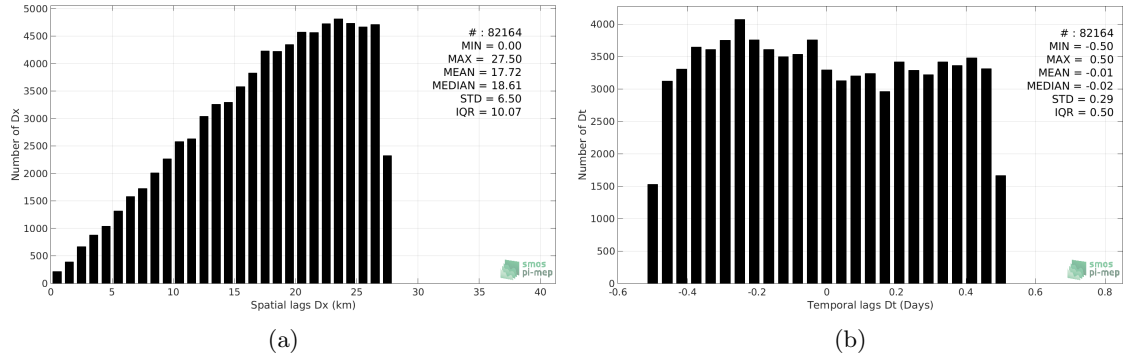 5000
4500
4000
3500
3000
2500
2000
1500
1000
500
0
Number of Dx
# : 82164
MIN = 0.00
MAX = 27.50
MEAN = 17.72
MEDIAN = 18.61
STD = 6.50
IQR = 10.07
smos
pi-mep
0 5 10 15 20 25 30 35 40
Spatial lags Dx (km)
(a)
4000
3500
3000
2500
2000
1500
1000
500
0
Number of Dt
# : 82164
MIN = -0.50
MAX = 0.50
MEAN = -0.01
MEDIAN = -0.02
STD = 0.29
IQR = 0.50
smos
pi-mep
-0.6 -0.4 -0.2 0 0.2 0.4 0.6 0.8
Temporal lags Dt (Days)
(b)